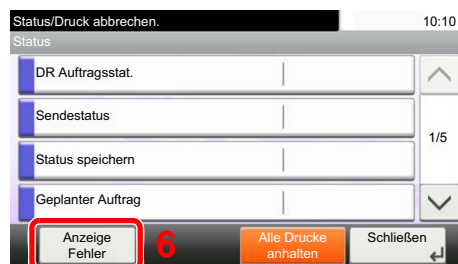 Status/Druck abbrechen. 10:10
Status
DR Auftragsstat.
Sendestatus
1/5
Status speichern
Geplanter Auftrag
Anzeige
Fehler
6
Alle Drucke
anhalten
Schließen